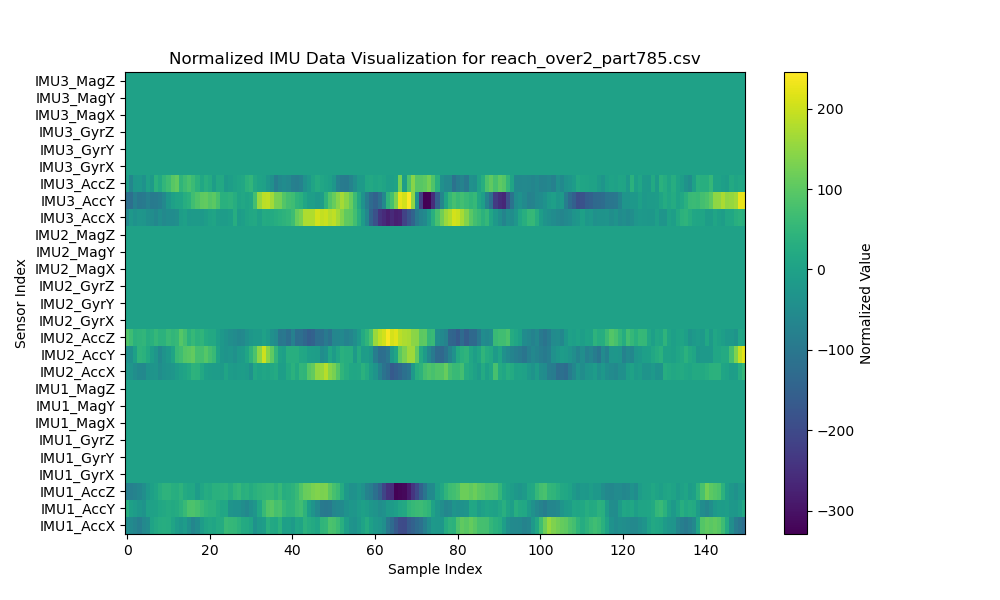 Normalized IMU Data Visualization for reach_over2_part785.csv
IMU3_MagZ
IMU3_MagY
IMU3_MagX
IMU3_GyrZ
IMU3_GyrY
IMU3_GyrX
IMU3_AccZ
IMU3_AccY
IMU3_AccX
IMU2_MagZ
IMU2_MagY
IMU2_MagX
IMU2_GyrZ
IMU2_GyrY
IMU2_GyrX
IMU2_AccZ
IMU2_AccY
IMU2_AccX
IMU1_MagZ
IMU1_MagY
IMU1_MagX
IMU1_GyrZ
IMU1_GyrY
IMU1_GyrX
IMU1_AccZ
IMU1_AccY
IMU1_AccX
Sensor Index
0 20 40 60 80 100 120 140
Sample Index
200
100
0
−100
−200
−300
Normalized Value